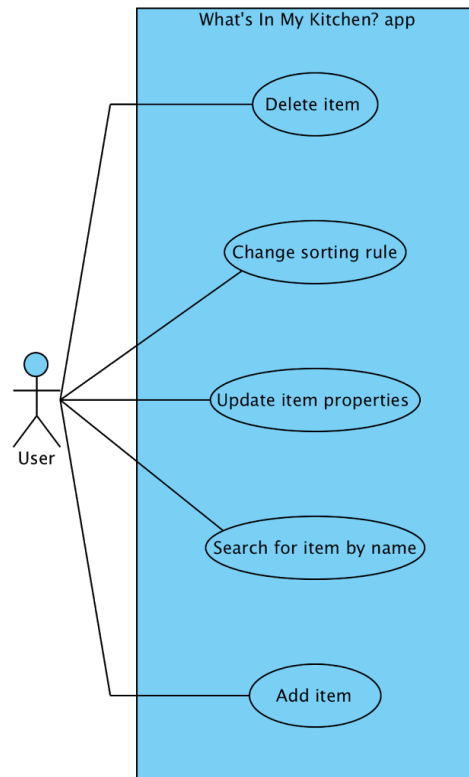 What's In My Kitchen? app
Delete item
Change sorting rule
Update item properties
User
Search for item by name
Add item